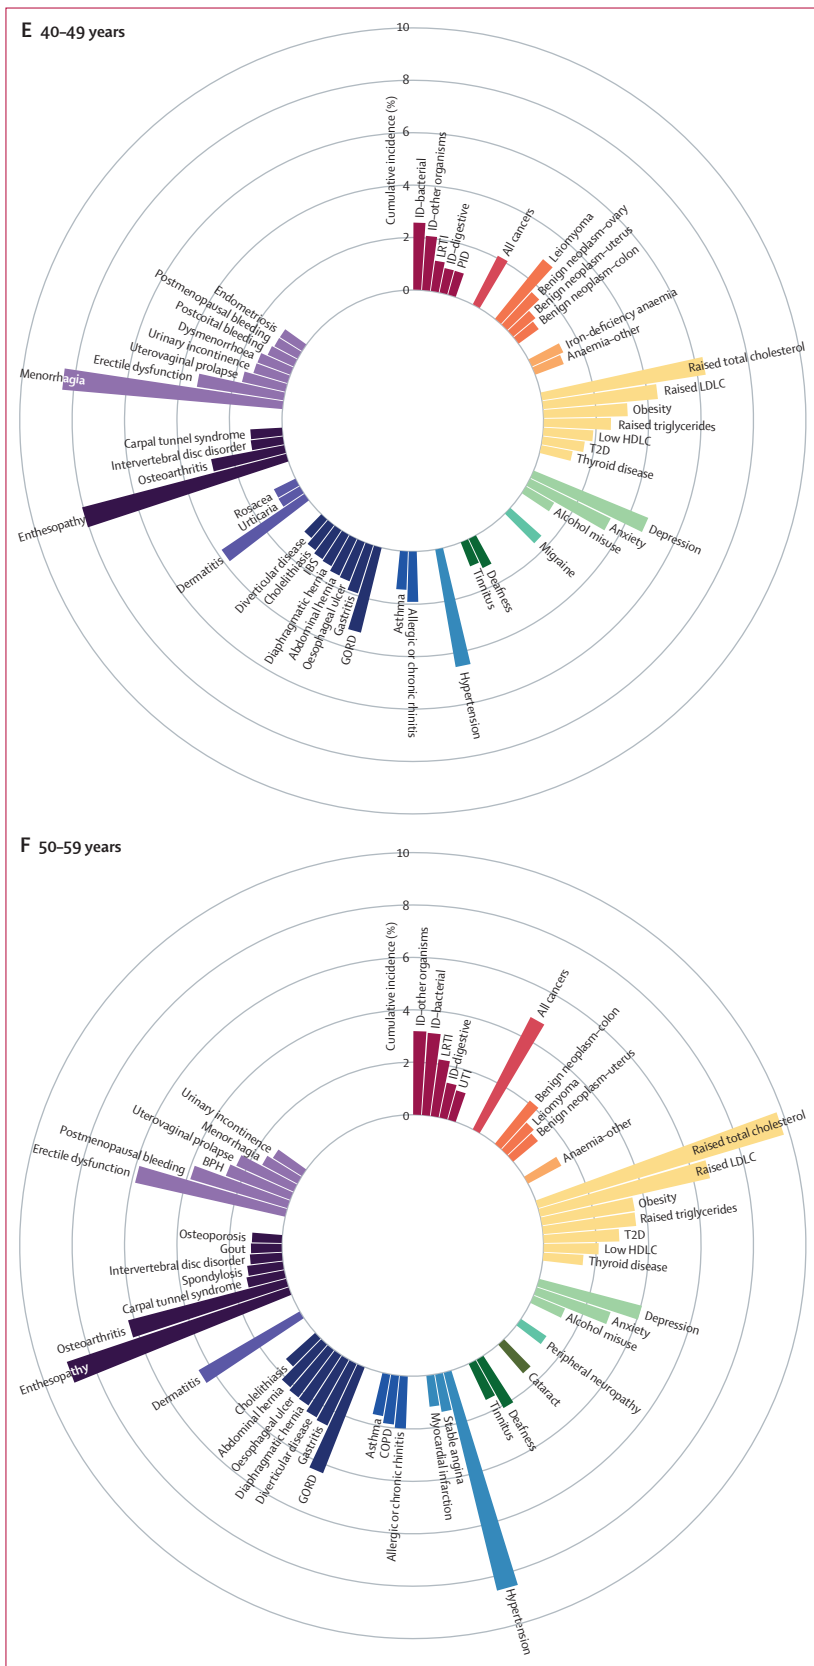 E 40–49 years
10
8
6
4
2
0
Cumulative incidence (%)
ID–bacterial
ID–other organisms
LRTI
ID–digestive
PID
All cancers
Leiomyoma
Benign neoplasm–ovary
Benign neoplasm–uterus
Benign neoplasm–colon
Iron-deficiency anaemia
Anaemia-other
Raised total cholesterol
Raised LDLC
Obesity
Raised triglycerides
Low HDLC
T2D
Thyroid disease
Depression
Anxiety
Alcohol misuse
Migraine
Deafness
Tinnitus
Hypertension
Allergic or chronic rhinitis
Asthma
GORD
Gastritis
Oesophageal ulcer
Abdominal hernia
Diaphragmatic hernia
IBS
Cholelithiasis
Diverticular disease
Dermatitis
Urticaria
Rosacea
Enthesopathy
Osteoarthritis
Intervertebral disc disorder
Carpal tunnel syndrome
Menorrhagia
Erectile dysfunction
Uterovaginal prolapse
Urinary incontinence
Dysmenorrhoea
Postcoital bleeding
Postmenopausal bleeding
Endometriosis
F 50–59 years
10
8
6
4
2
0
Cumulative incidence (%)
ID–other organisms
ID–bacterial
LRTI
ID–digestive
UTI
All cancers
Benign neoplasm–colon
Leiomyoma
Benign neoplasm–uterus
Anaemia–other
Raised total cholesterol
Raised LDLC
Obesity
Raised triglycerides
T2D
Low HDLC
Thyroid disease
Depression
Anxiety
Alcohol misuse
Peripheral neuropathy
Cataract
Deafness
Tinnitus
Hypertension
Stable angina
Myocardial infarction
Allergic or chronic rhinitis
COPD
Asthma
GORD
Gastritis
Diverticular disease
Diaphragmatic hernia
Oesophageal ulcer
Abdominal hernia
Cholelithiasis
Dermatitis
Enthesopathy
Osteoarthritis
Carpal tunnel syndrome
Spondylosis
Intervertebral disc disorder
Gout
Osteoporosis
Erectile dysfunction
Postmenopausal bleeding
BPH
Uterovaginal prolapse
Menorrhagia
Urinary incontinence